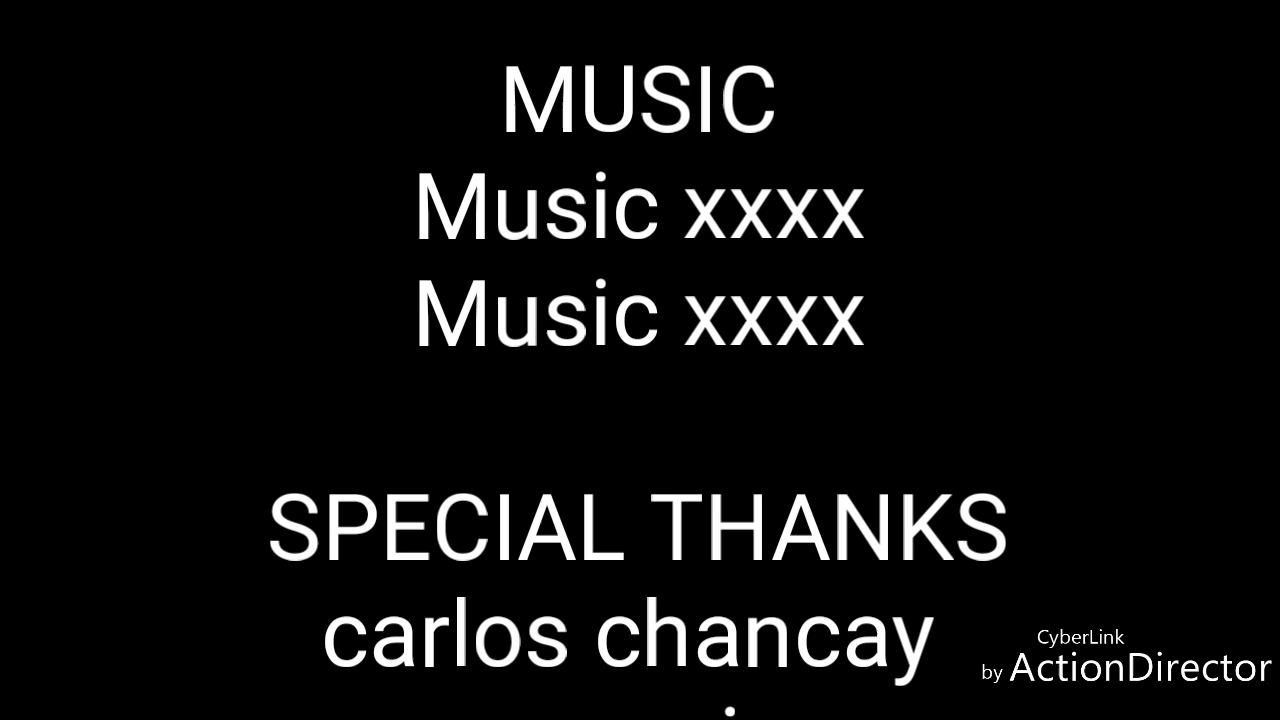 MUSIC
Music xxxx
Music xxxx
SPECIAL THANKS
carlos chancay
CyberLink
by ActionDirector